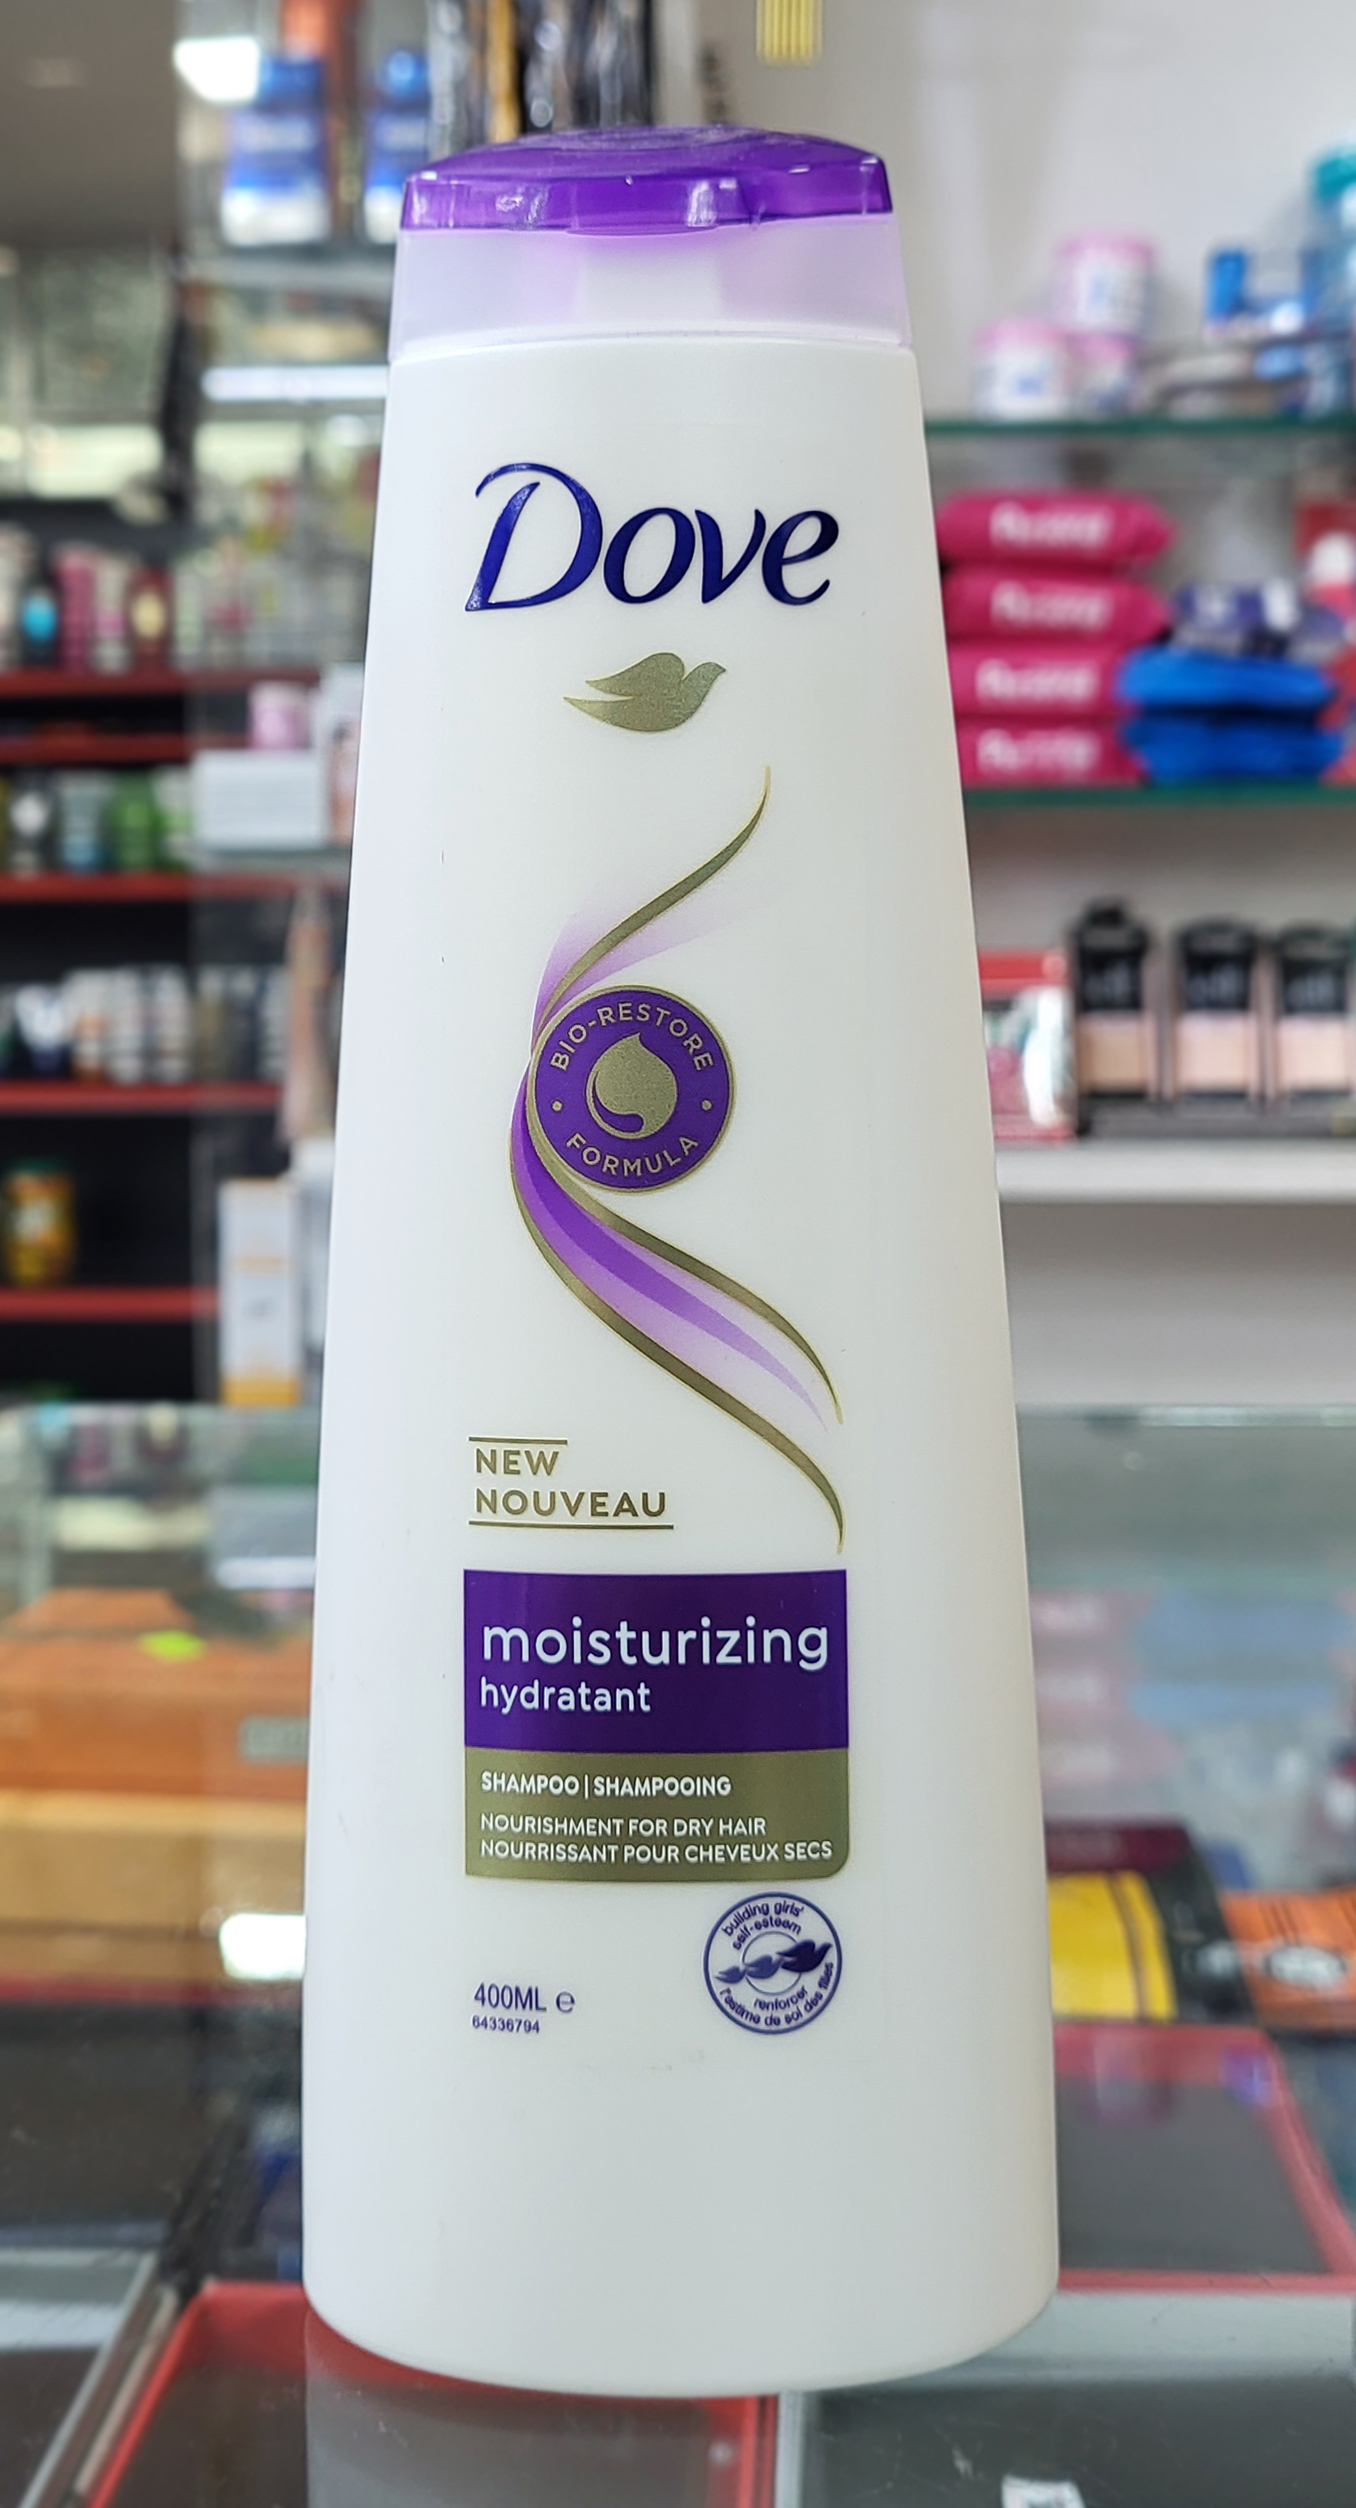 Dove
BIO-RESTORE
FORMULA
NEW
NOUVEAU
moisturizing
hydratant
SHAMPOO | SHAMPOOING
NOURISHMENT FOR DRY HAIR
NOURRISSANT POUR CHEVEUX SECS
building girls'
self-esteem
renforcer
l'estime de soi des filles
400ML e
64336794